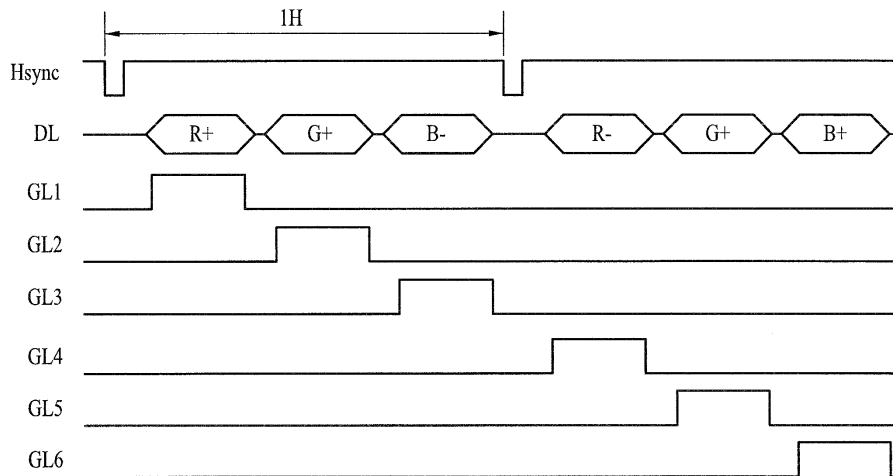 1H
Hsync
DL R+ G+ B- R- G+ B+
GL1
GL2
GL3
GL4
GL5
GL6